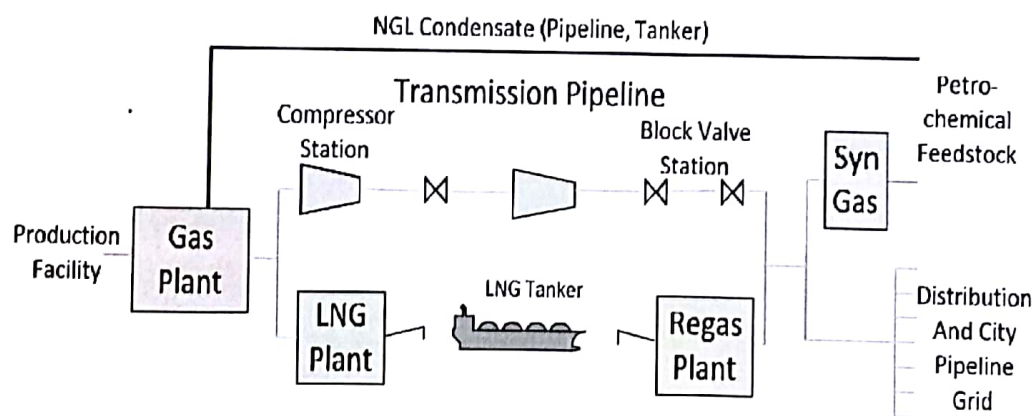 NGL Condensate (Pipeline, Tanker)
Transmission Pipeline
Compressor
Station
Block Valve
Station
Petro-
chemical
Feedstock
Syn
Gas
Production
Facility
Gas
Plant
LNG
Plant
LNG Tanker
Regas
Plant
Distribution
And City
Pipeline
Grid